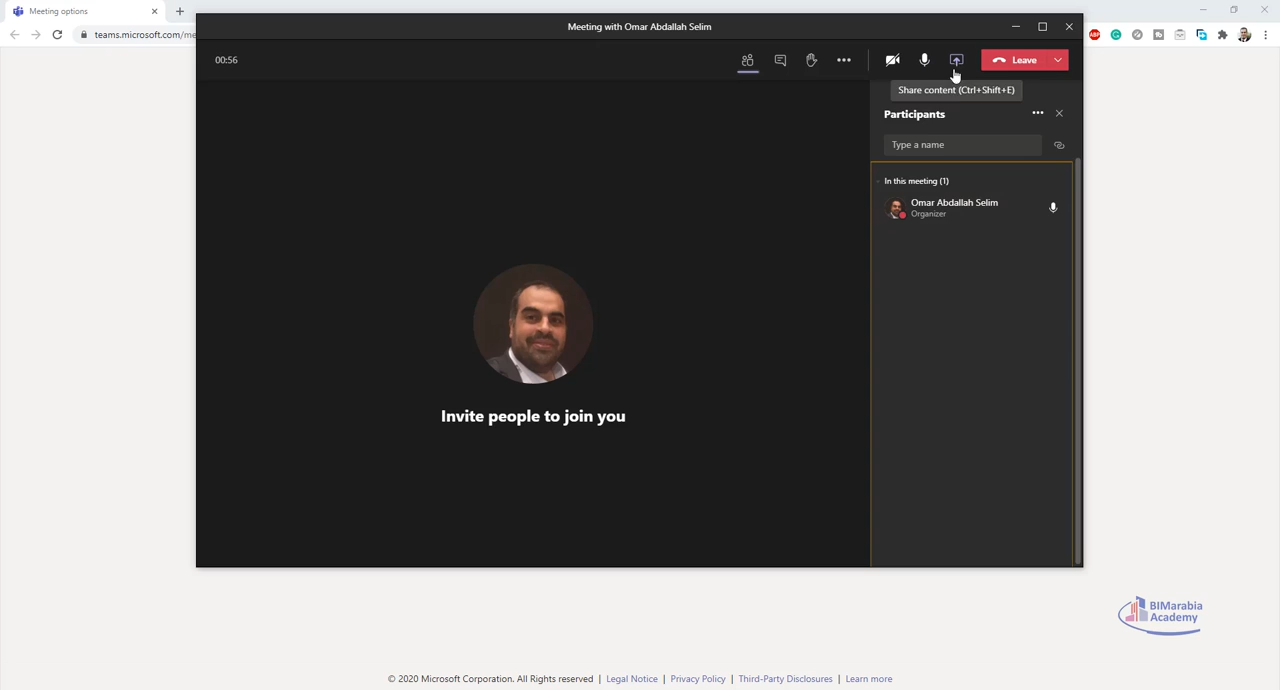 Meeting options
teams.microsoft.com/me
Meeting with Omar Abdallah Selim
ABP
00:56
Leave
Share content (Ctrl+Shift+E)
Participants
Type a name
In this meeting (1)
Omar Abdallah Selim
Organizer
Invite people to join you
BIMarabia
Academy
© 2020 Microsoft Corporation. All Rights reserved | Legal Notice | Privacy Policy | Third-Party Disclosures | Learn more